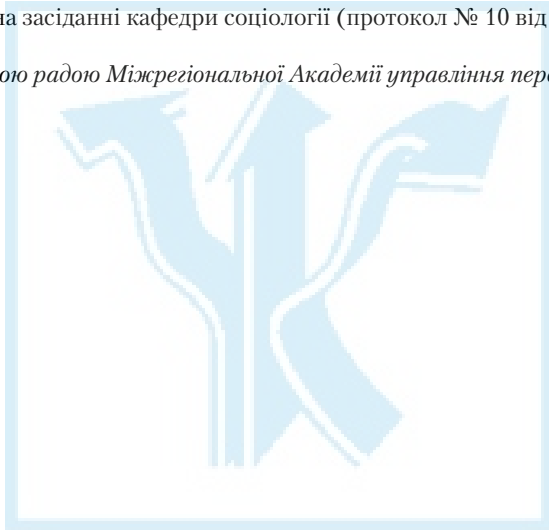 на засіданні кафедри соціології (протокол № 10 від
ою радою Міжрегіональної Академії управління пер